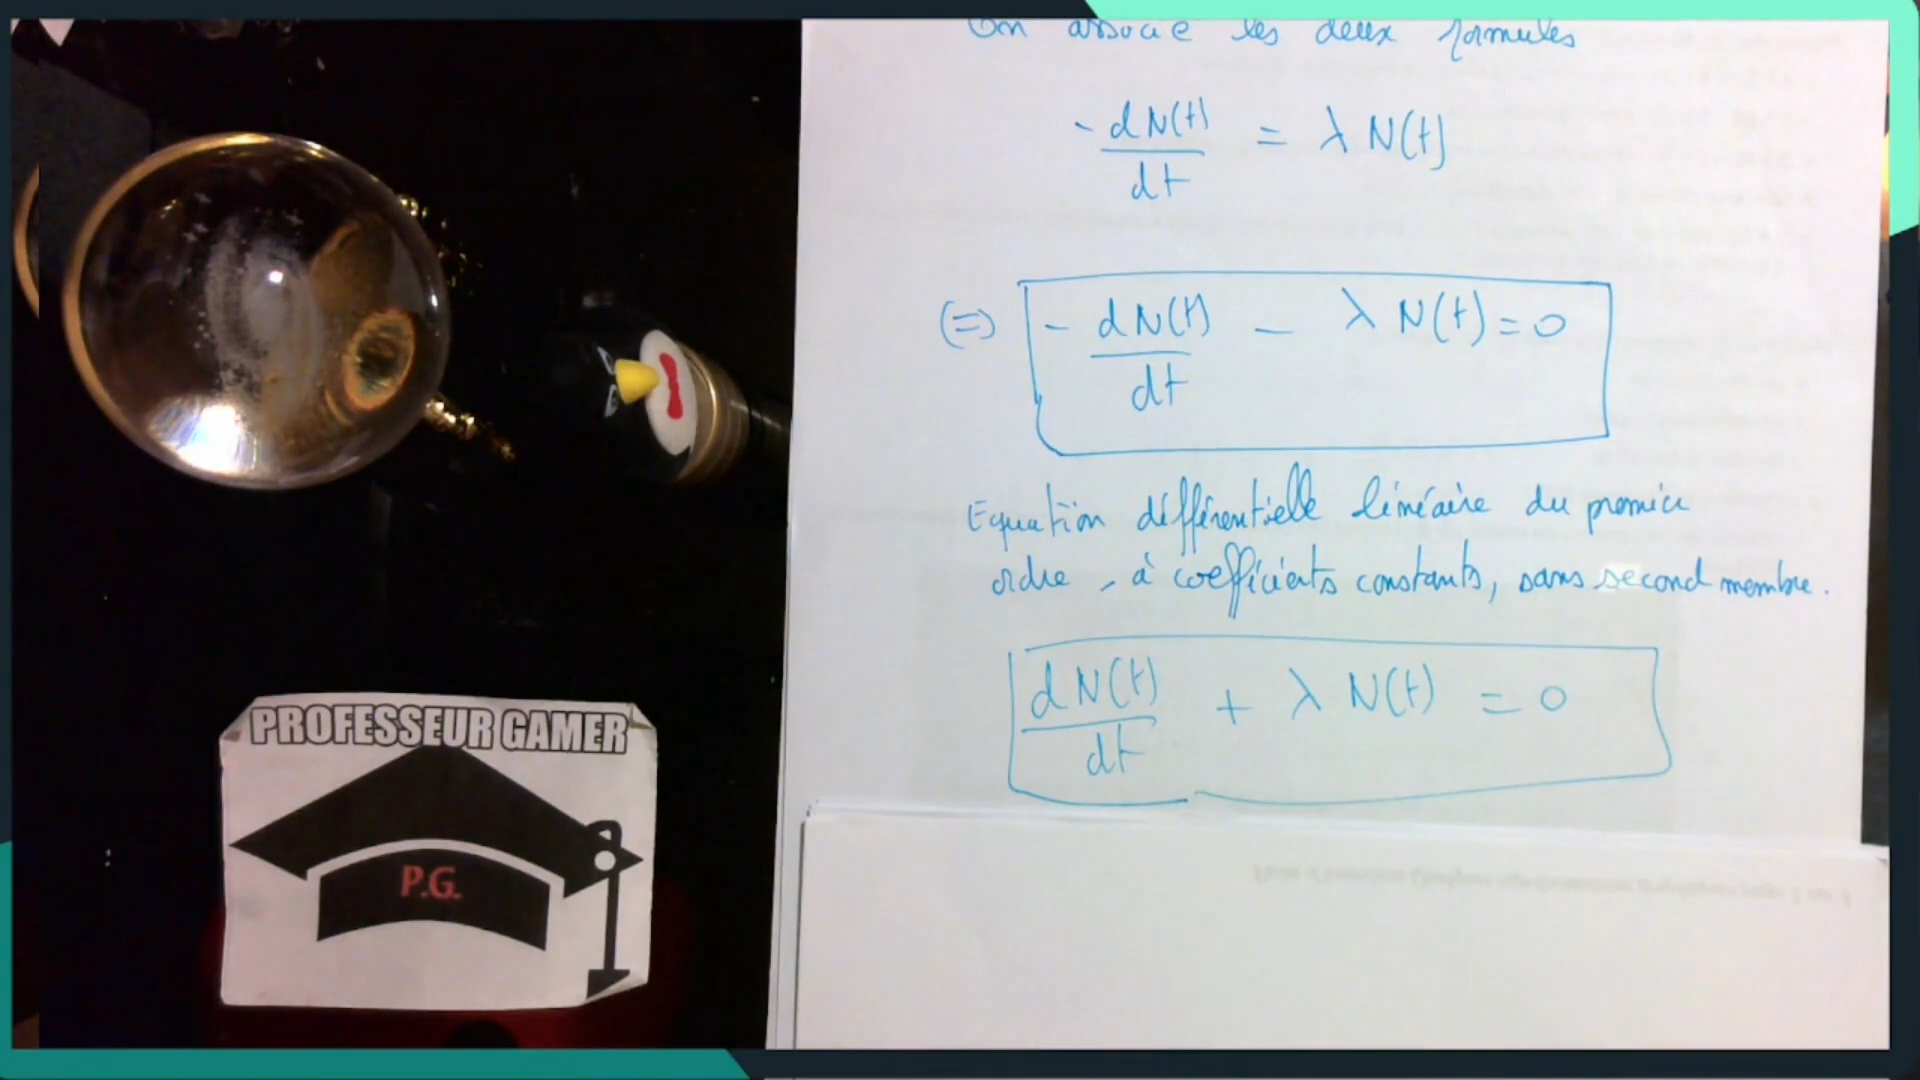 PROFESSEUR GAMER
P.G.
On associe les deux formules
- dN(t)/dt = λ N(t)
(=) - dN(t)/dt - λ N(t) = 0
Equation différentielle linéaire du premier
ordre, à coefficients constants, sans second membre.
dN(t)/dt + λ N(t) = 0